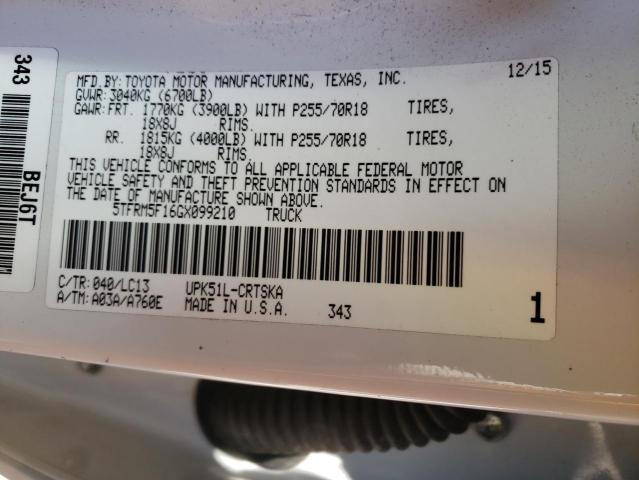 343
BEJ6T
MFD.BY:TOYOTA MOTOR MANUFACTURING, TEXAS, INC. 12/15
GVWR:3040KG (6700LB)
GAWR:FRT. 1770KG (3900LB) WITH P255/70R18 TIRES,
18X8J RIMS.
RR. 1815KG (4000LB) WITH P255/70R18 TIRES,
18X8J RIMS.
THIS VEHICLE CONFORMS TO ALL APPLICABLE FEDERAL MOTOR
VEHICLE SAFETY AND THEFT PREVENTION STANDARDS IN EFFECT ON
THE DATE OF MANUFACTURE SHOWN ABOVE.
5TFRM5F16GX099210 TRUCK
C/TR:040/LC13 UPK51L-CRTSKA
A/TM:A03A/A760E MADE IN U.S.A. 343 1